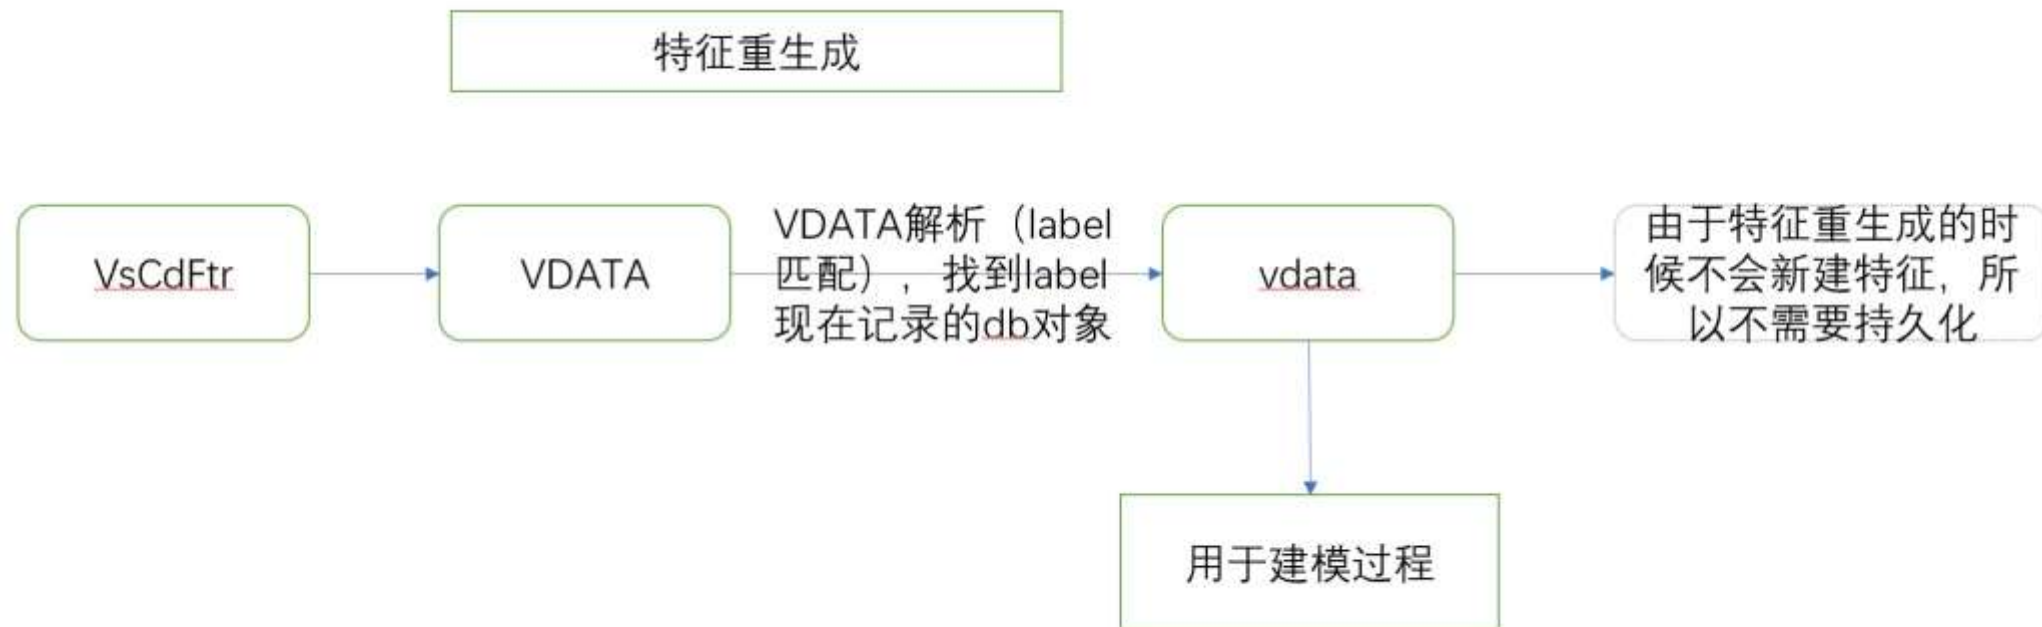 特征重生成
VsCdFtr
VDATA
VDATA解析（label
匹配），找到label
现在记录的db对象
vdata
由于特征重生成的时
候不会新建特征，所
以不需要持久化
用于建模过程